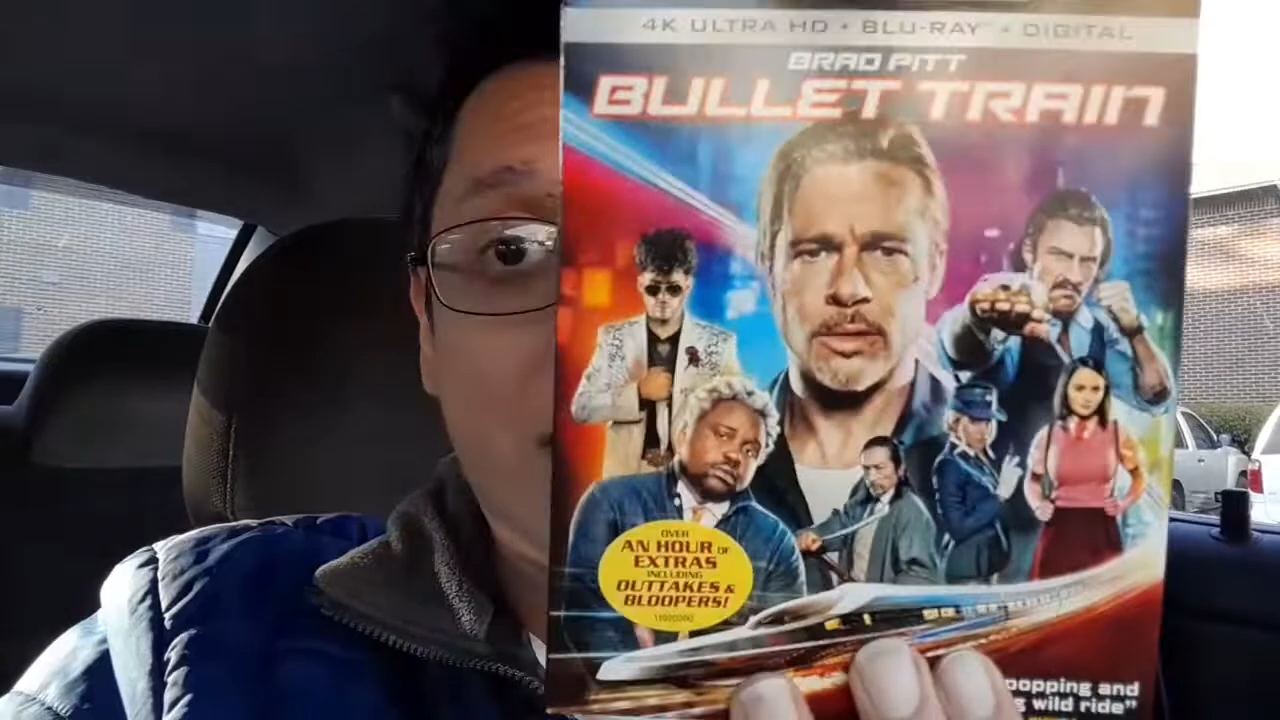 4K ULTRA HD • BLU-RAY™ • DIGITAL
BRAD PITT
BULLET TRAIN
OVER
AN HOUR OF
EXTRAS
INCLUDING
OUTTAKES &
BLOOPERS!
popping and
wild ride"